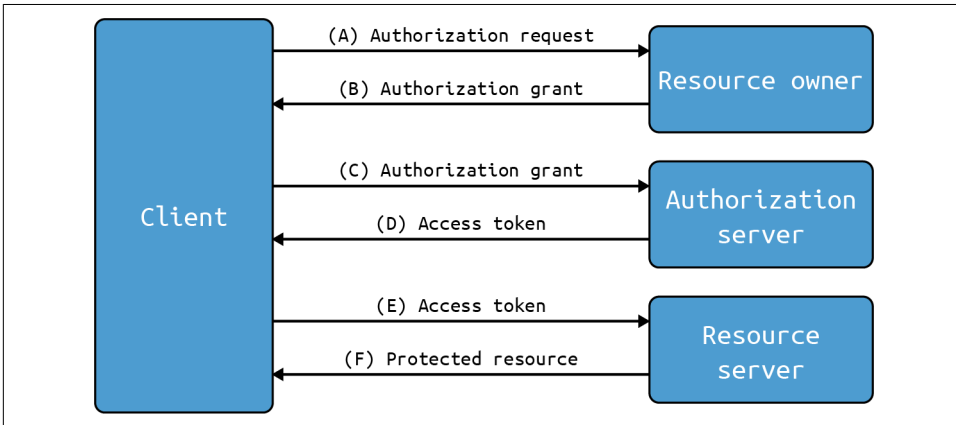 (A) Authorization request
Resource owner
(B) Authorization grant
(C) Authorization grant
Client
Authorization
server
(D) Access token
(E) Access token
Resource
server
(F) Protected resource